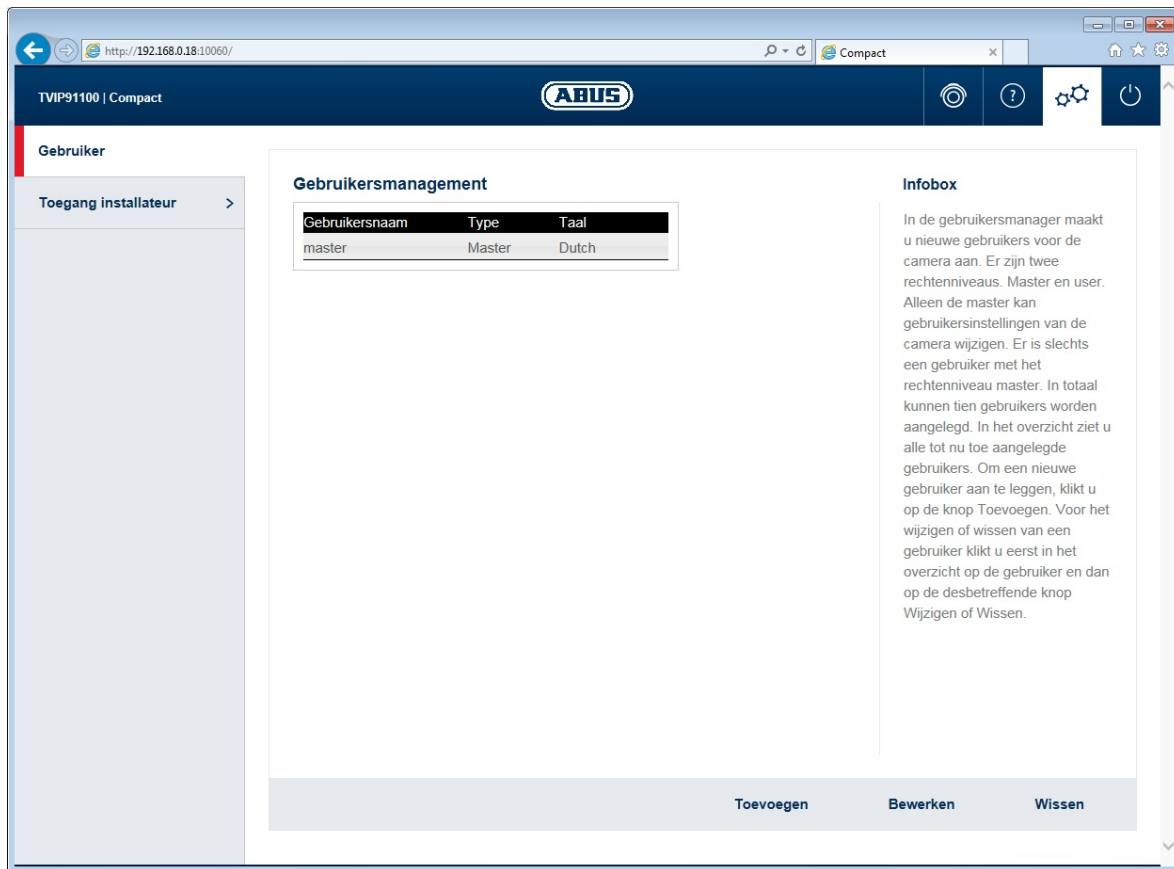 http://192.168.0.18:10060/
Compact
TVIP91100 | Compact
ABUS
?
Gebruiker
Toegang installateur
Gebruikersmanagement
Gebruikersnaam Type Taal
master Master Dutch
Infobox
In de gebruikersmanager maakt
u nieuwe gebruikers voor de
camera aan. Er zijn twee
rechtenniveaus. Master en user.
Alleen de master kan
gebruikersinstellingen van de
camera wijzigen. Er is slechts
een gebruiker met het
rechtenniveau master. In totaal
kunnen tien gebruikers worden
aangelegd. In het overzicht ziet u
alle tot nu toe aangelegde
gebruikers. Om een nieuwe
gebruiker aan te leggen, klikt u
op de knop Toevoegen. Voor het
wijzigen of wissen van een
gebruiker klikt u eerst in het
overzicht op de gebruiker en dan
op de desbetreffende knop
Wijzigen of Wissen.
Toevoegen Bewerken Wissen